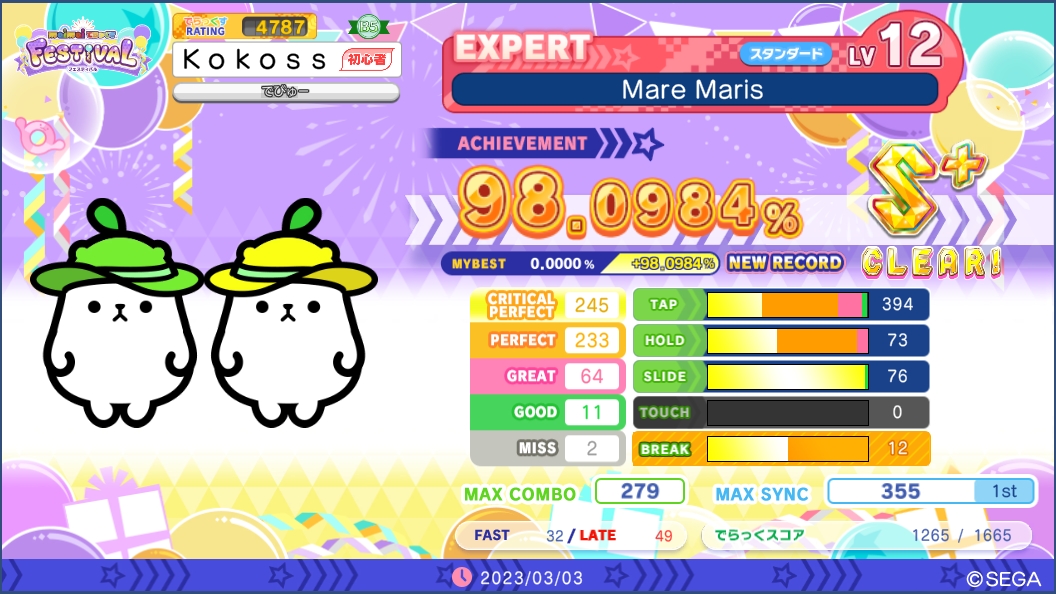 maimai でらっくす
FESTiVAL
フェスティバル
でらっくす
RATING
4787
135
Kokoss
初心者
でびゅー
EXPERT
スタンダード
LV 12
Mare Maris
ACHIEVEMENT
98.0984%
S+
MYBEST 0.0000 % +98.0984% NEW RECORD
CLEAR!
CRITICAL PERFECT 245
PERFECT 233
GREAT 64
GOOD 11
MISS 2
TAP 394
HOLD 73
SLIDE 76
TOUCH 0
BREAK 12
MAX COMBO 279
MAX SYNC 355 1st
FAST 32 / LATE 49
でらっくスコア 1265 / 1665
2023/03/03
©SEGA